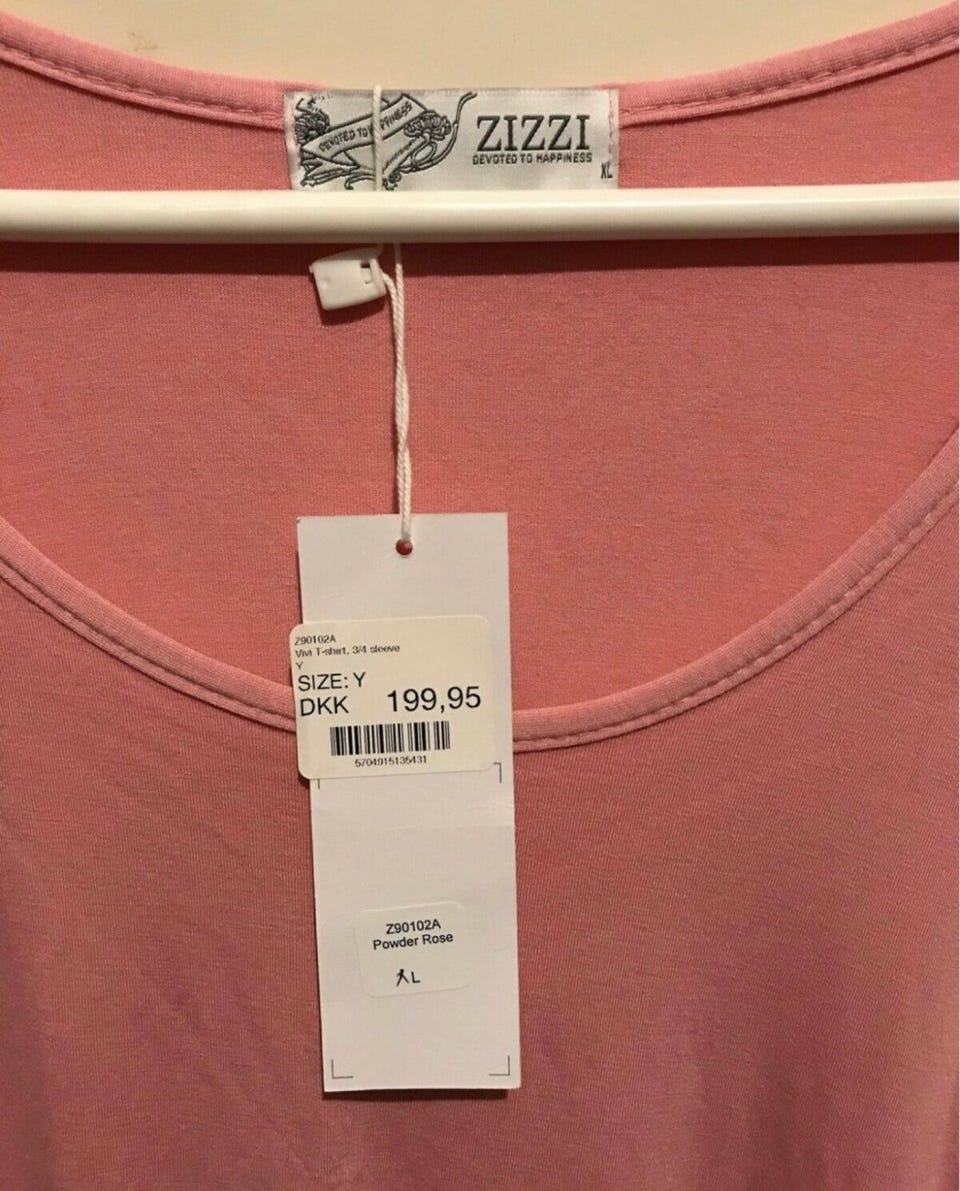 DEVOTED TO HAPPINESS
ZIZZI
DEVOTED TO HAPPINESS
XL
Z90102A
Vivi T-shirt, 3/4 sleeve
Y
SIZE: Y
DKK 199,95
5704915135431
Z90102A
Powder Rose
XL